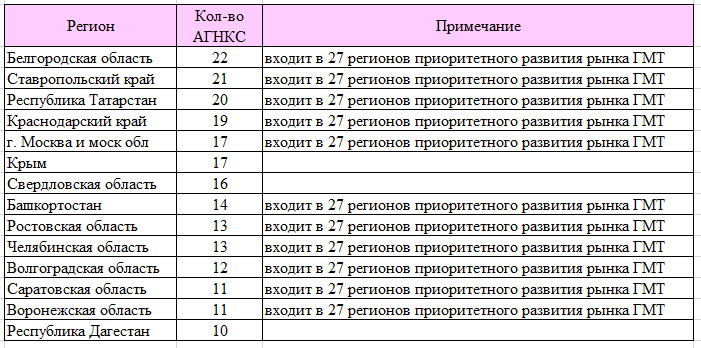 Регион Кол-во АГНКС Примечание
Белгородская область 22 входит в 27 регионов приоритетного развития рынка ГМТ
Ставропольский край 21 входит в 27 регионов приоритетного развития рынка ГМТ
Республика Татарстан 20 входит в 27 регионов приоритетного развития рынка ГМТ
Краснодарский край 19 входит в 27 регионов приоритетного развития рынка ГМТ
г. Москва и моск обл 17 входит в 27 регионов приоритетного развития рынка ГМТ
Крым 17
Свердловская область 16
Башкортостан 14 входит в 27 регионов приоритетного развития рынка ГМТ
Ростовская область 13 входит в 27 регионов приоритетного развития рынка ГМТ
Челябинская область 13 входит в 27 регионов приоритетного развития рынка ГМТ
Волгоградская область 12 входит в 27 регионов приоритетного развития рынка ГМТ
Саратовская область 11 входит в 27 регионов приоритетного развития рынка ГМТ
Воронежская область 11 входит в 27 регионов приоритетного развития рынка ГМТ
Республика Дагестан 10